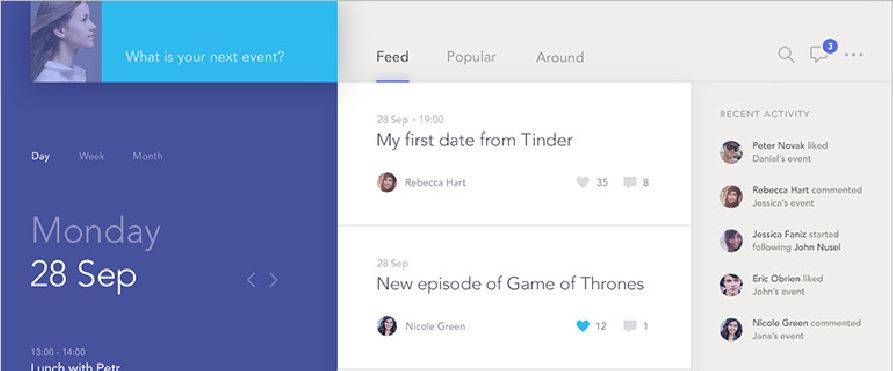 What is your next event?
Day Week Month
Monday
28 Sep
13:00 - 14:00
Lunch with Petr
Feed Popular Around
3
28 Sep - 19:00
My first date from Tinder
Rebecca Hart 35 8
28 Sep
New episode of Game of Thrones
Nicole Green 12 1
RECENT ACTIVITY
Peter Novak liked
Daniel's event
Rebecca Hart commented
Jessica's event
Jessica Faniz started
following John Nusel
Eric Obrien liked
John's event
Nicole Green commented
Jana's event